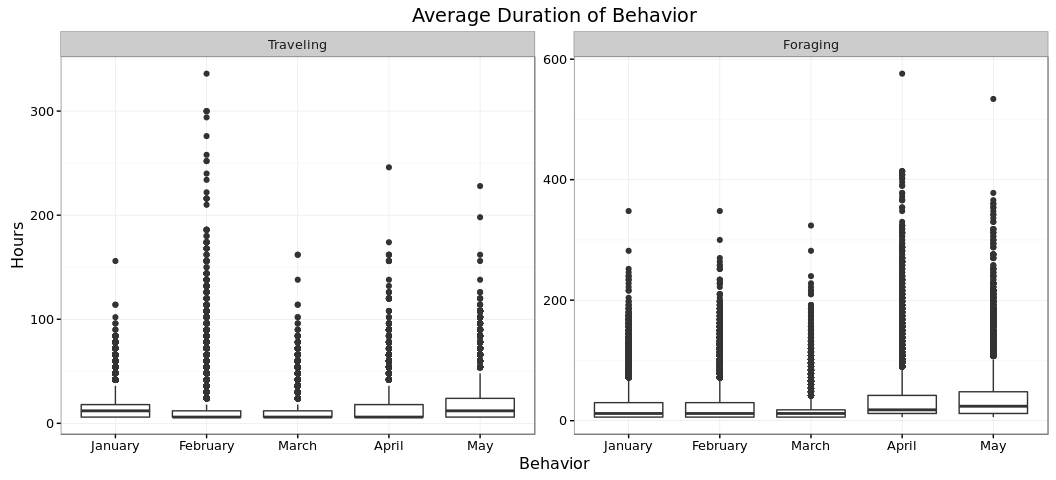 Average Duration of Behavior
Traveling
Foraging
Hours
300
200
100
0
600
400
200
0
January February March April May
January February March April May
Behavior